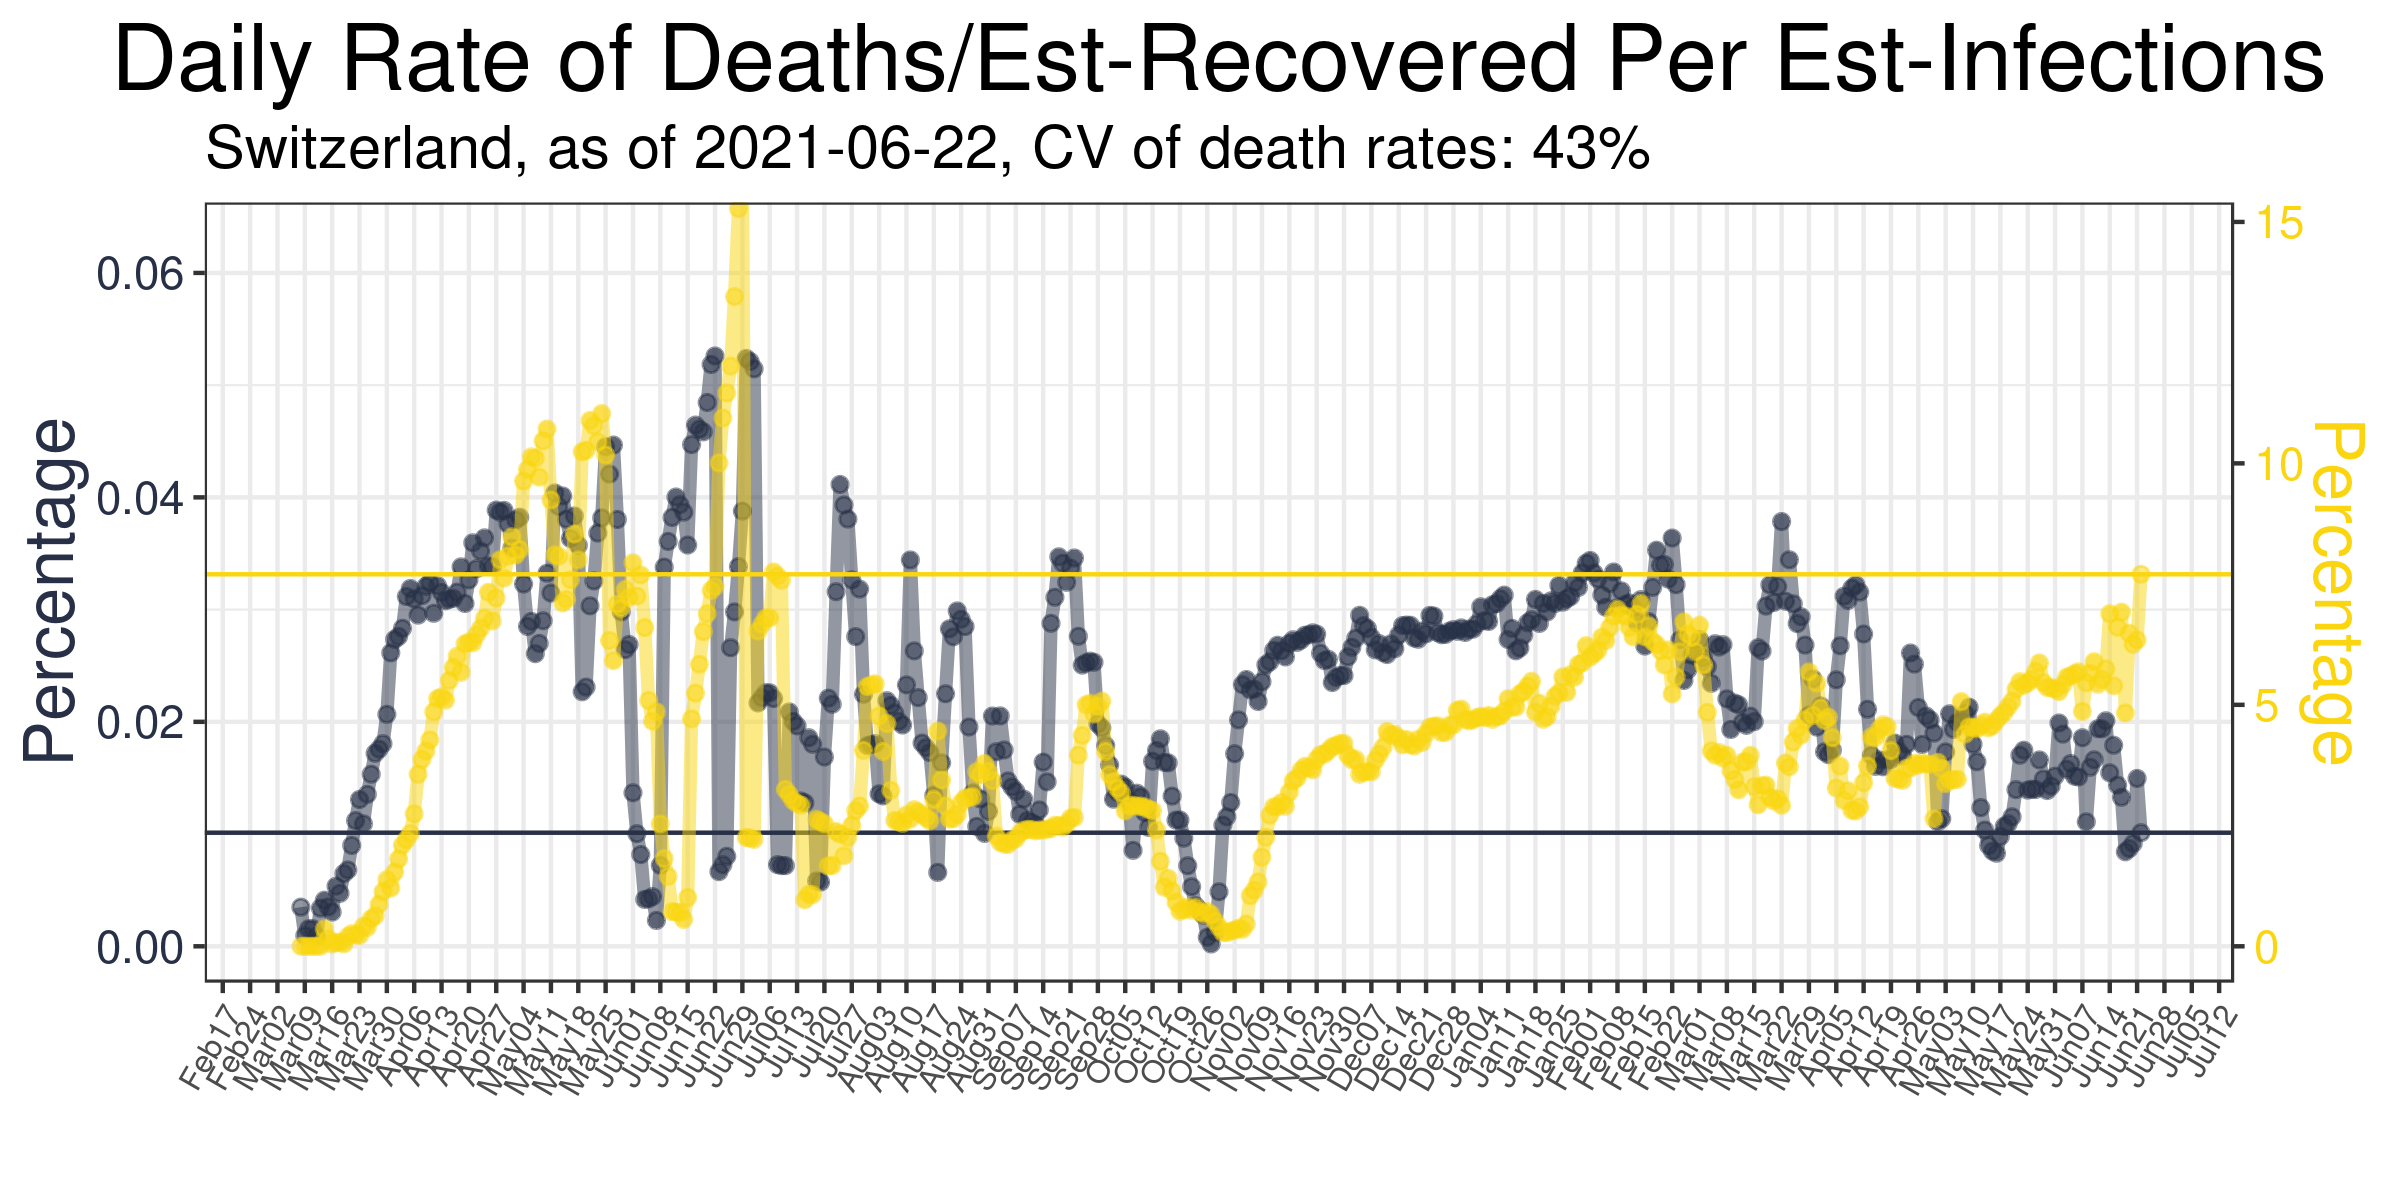 Daily Rate of Deaths/Est-Recovered Per Est-Infections
Switzerland, as of 2021-06-22, CV of death rates: 43%
Percentage
0.06
0.04
0.02
0.00
15
10
5
0
Percentage
Feb17
Feb24
Mar02
Mar09
Mar16
Mar23
Mar30
Apr06
Apr13
Apr20
Apr27
May04
May11
May18
May25
Jun01
Jun08
Jun15
Jun22
Jun29
Jul06
Jul13
Jul20
Jul27
Aug03
Aug10
Aug17
Aug24
Aug31
Sep07
Sep14
Sep21
Sep28
Oct05
Oct12
Oct19
Oct26
Nov02
Nov09
Nov16
Nov23
Nov30
Dec07
Dec14
Dec21
Dec28
Jan04
Jan11
Jan18
Jan25
Feb01
Feb08
Feb15
Feb22
Mar01
Mar08
Mar15
Mar22
Mar29
Apr05
Apr12
Apr19
Apr26
May03
May10
May17
May24
May31
Jun07
Jun14
Jun21
Jun28
Jul05
Jul12